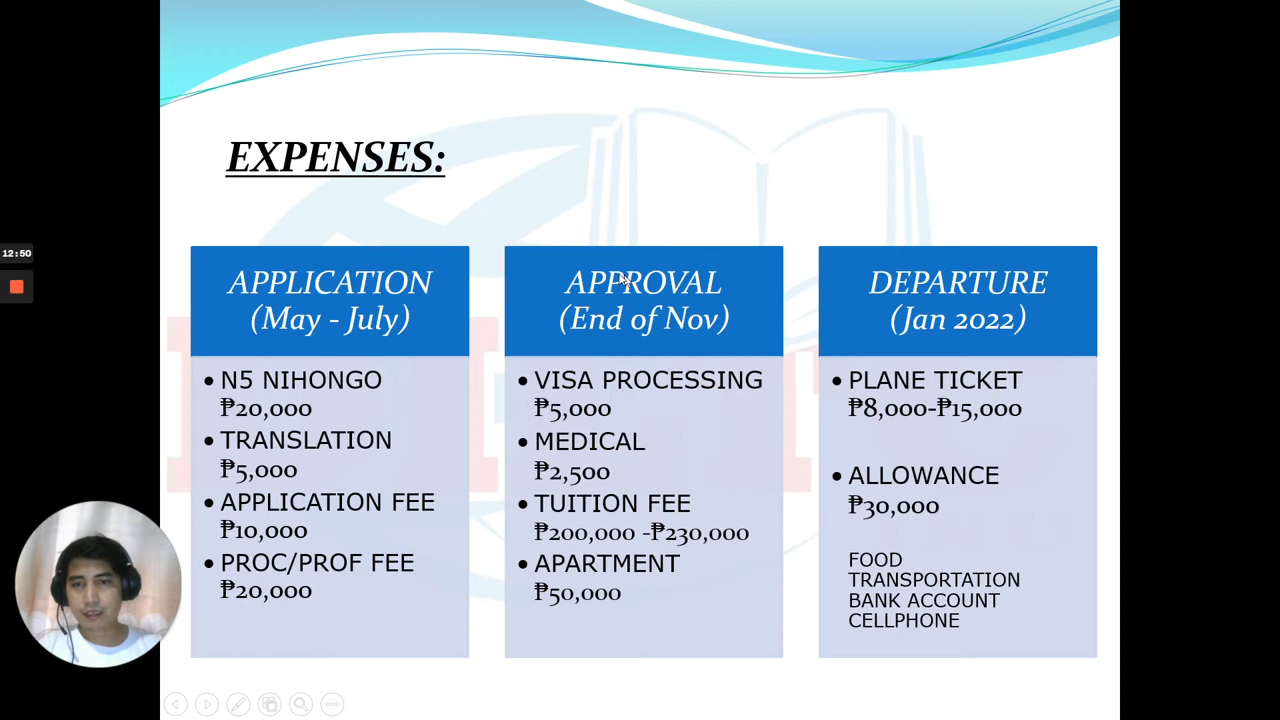 EXPENSES:
12:50
APPLICATION
(May - July)
• N5 NIHONGO
₱20,000
• TRANSLATION
₱5,000
• APPLICATION FEE
₱10,000
• PROC/PROF FEE
₱20,000
APPROVAL
(End of Nov)
• VISA PROCESSING
₱5,000
• MEDICAL
₱2,500
• TUITION FEE
₱200,000 -₱230,000
• APARTMENT
₱50,000
DEPARTURE
(Jan 2022)
• PLANE TICKET
₱8,000-₱15,000
• ALLOWANCE
₱30,000
FOOD
TRANSPORTATION
BANK ACCOUNT
CELLPHONE